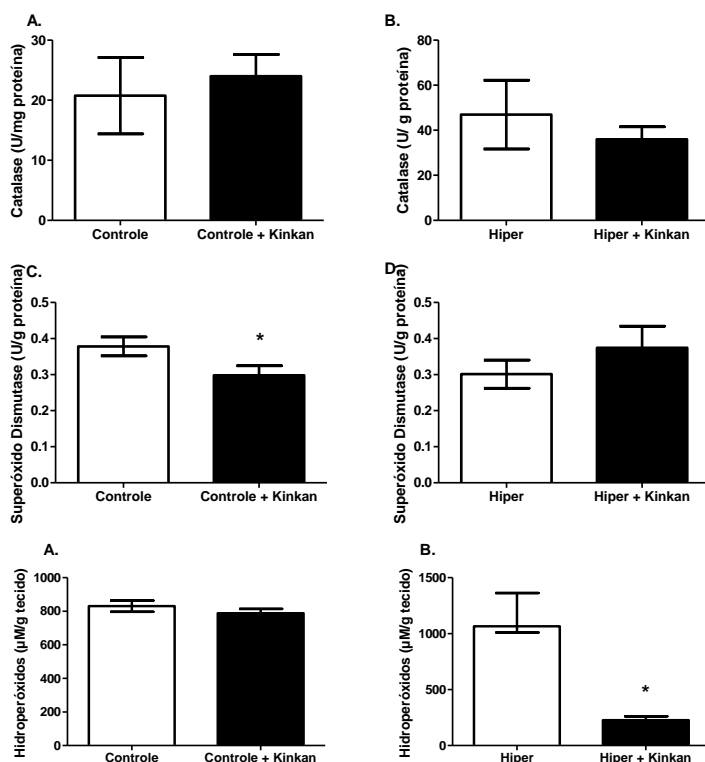 A.
Catalase (U/mg proteína)
30
20
10
0
Controle
Controle + Kinkan
B.
Catalase (U/ g proteína)
80
60
40
20
0
Hiper
Hiper + Kinkan
C.
Superóxido Dismutase (U/g proteína)
0.5
0.4
0.3
0.2
0.1
0.0
*
Controle
Controle + Kinkan
D
Superóxido Dismutase (U/g proteína)
0.5
0.4
0.3
0.2
0.1
0.0
Hiper
Hiper + Kinkan
A.
Hidroperóxidos (µM/g tecido)
1000
800
600
400
200
0
Controle
Controle + Kinkan
B.
Hidroperóxidos (µM/g tecido)
1500
1000
500
0
*
Hiper
Hiper + Kinkan